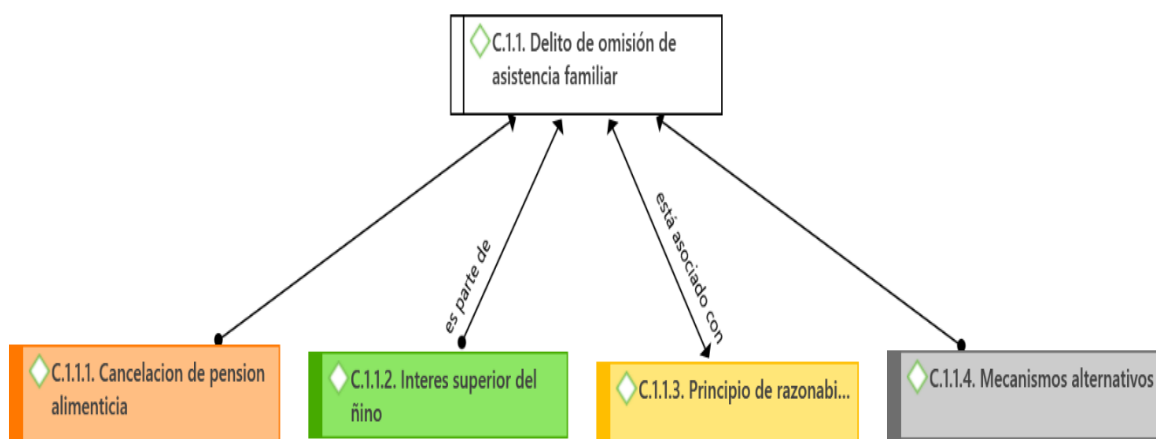 C.1.1. Delito de omisión de
asistencia familiar
es parte de
está asociado con
C.1.1.1. Cancelacion de pension
alimenticia
C.1.1.2. Interes superior del
ñino
C.1.1.3. Principio de razonabi...
C.1.1.4. Mecanismos alternativos